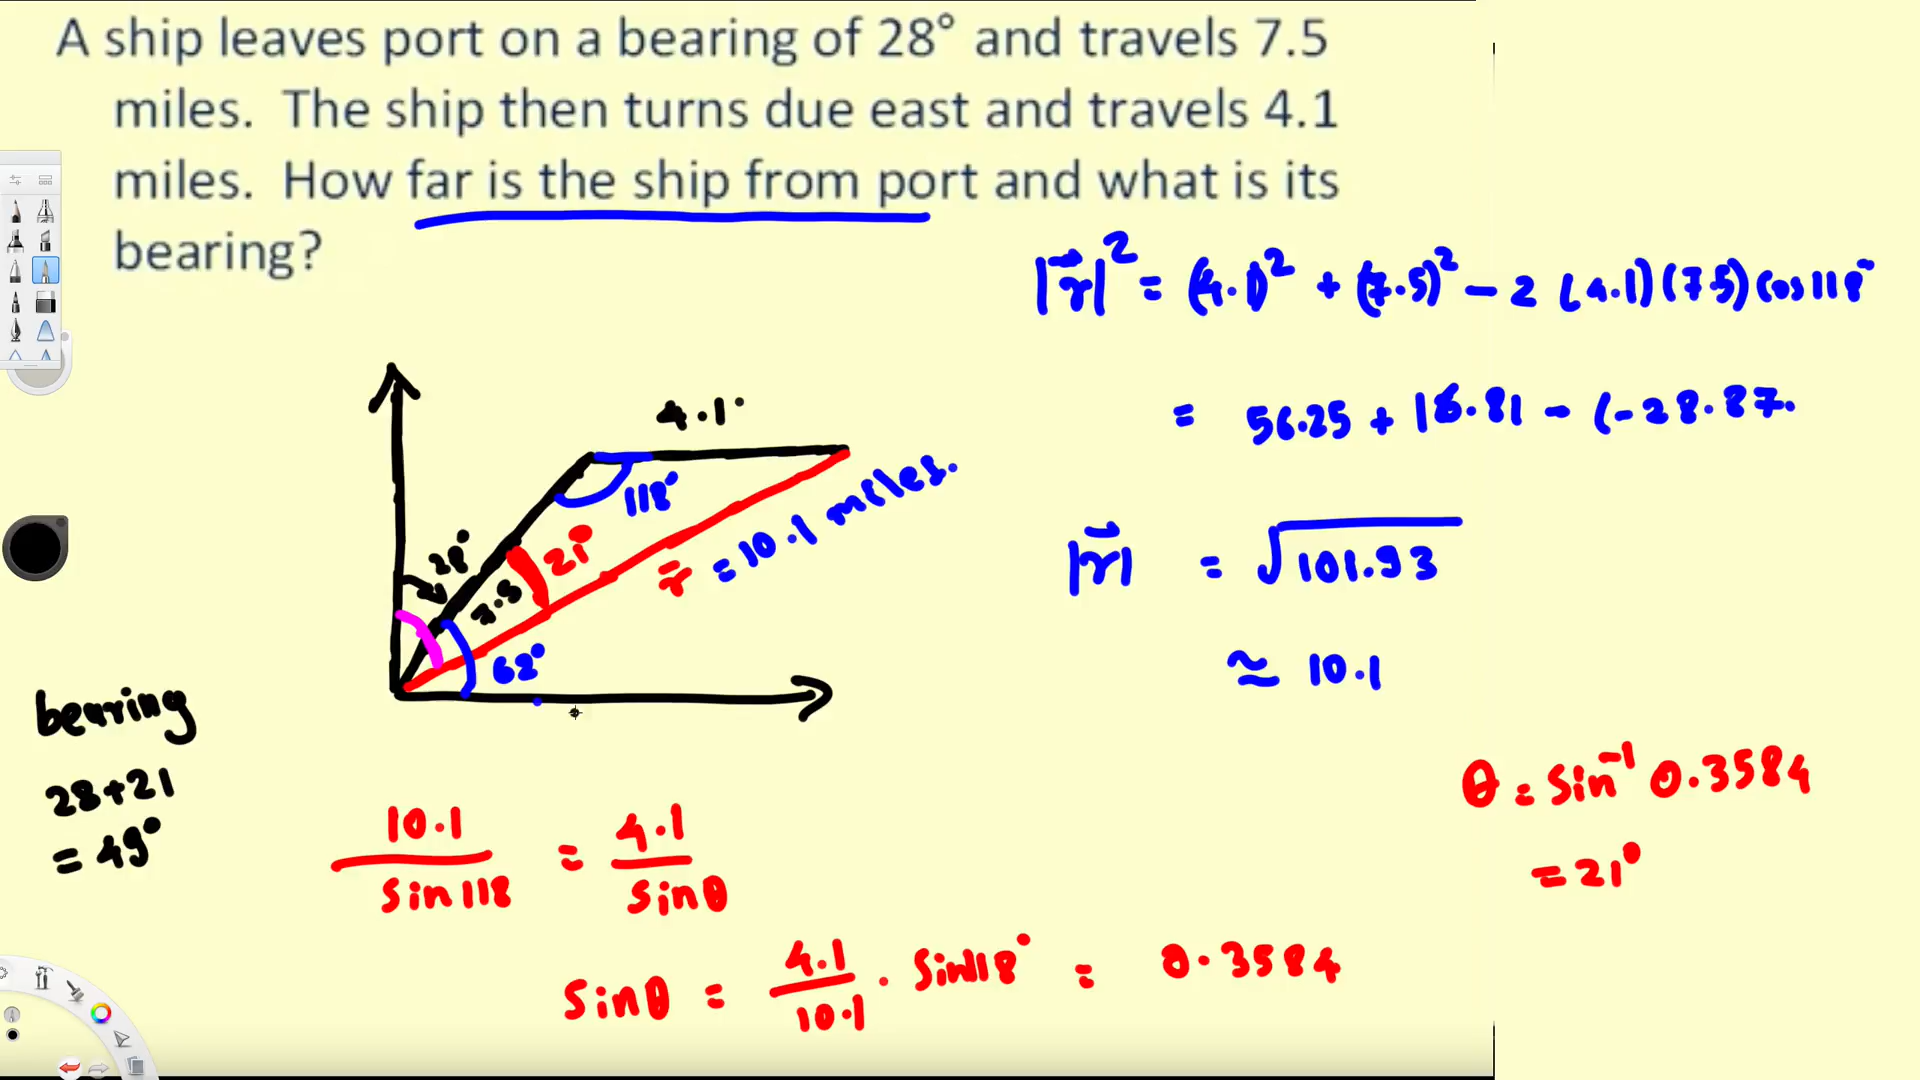 A ship leaves port on a bearing of 28° and travels 7.5
miles. The ship then turns due east and travels 4.1
miles. How far is the ship from port and what is its
bearing?
|r⃗|² = (4.1)² + (7.5)² - 2 (4.1)(7.5) cos 118°
= 56.25 + 16.81 - (-28.87.
|r⃗| = √101.93
≈ 10.1
4.1
118°
28°
7.5
21°
r⃗ = 10.1 miles.
62°
bearing
28+21
= 49°
10.1 / sin 118 = 4.1 / sin θ
sin θ = 4.1 / 10.1 · sin 118° = 0.3584
θ = sin⁻¹ 0.3584
= 21°